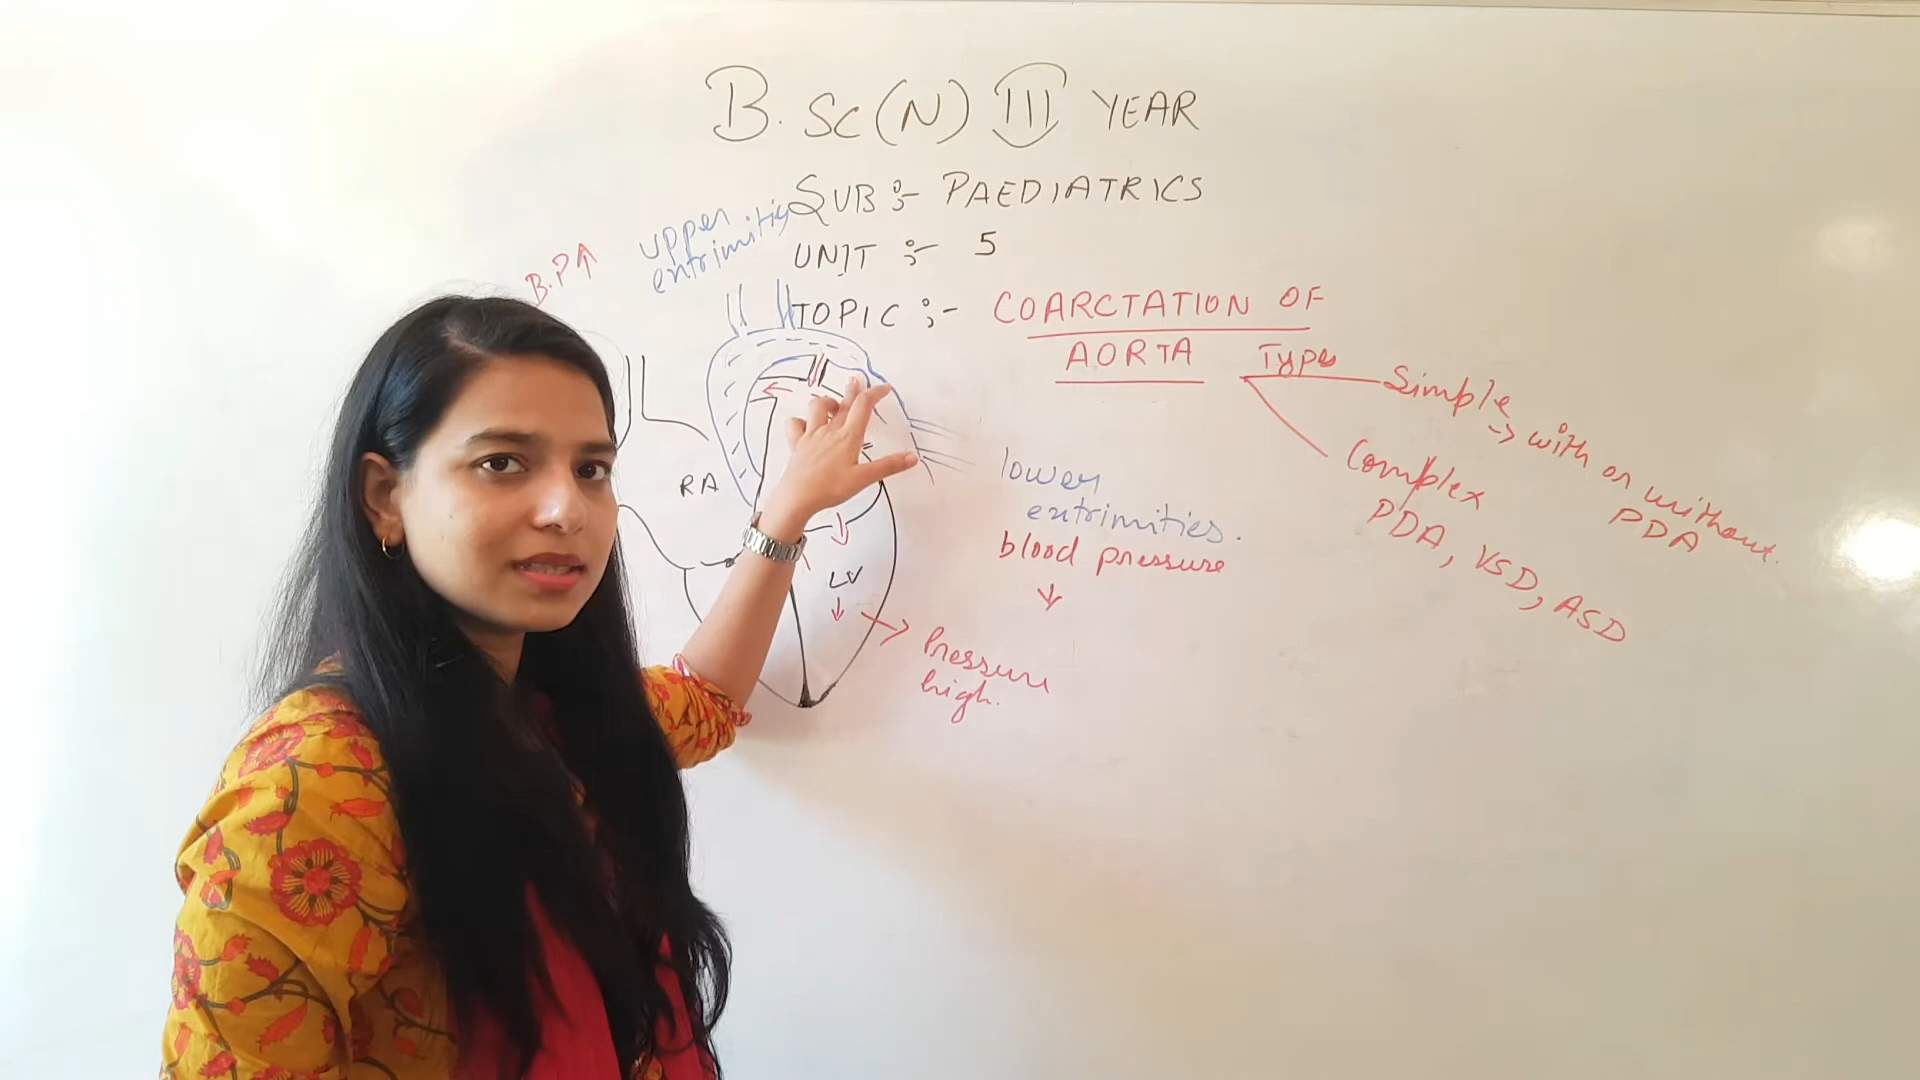 B. SC (N) III YEAR
SUB :- PAEDIATRICS
UNIT :- 5
TOPIC :- COARCTATION OF
AORTA
B.P↑
upper
extrimities
RA
LV
lower
extrimities.
blood pressure
↓
Pressure
high.
Types
Simple
→ with or without
PDA
Complex
PDA, VSD, ASD